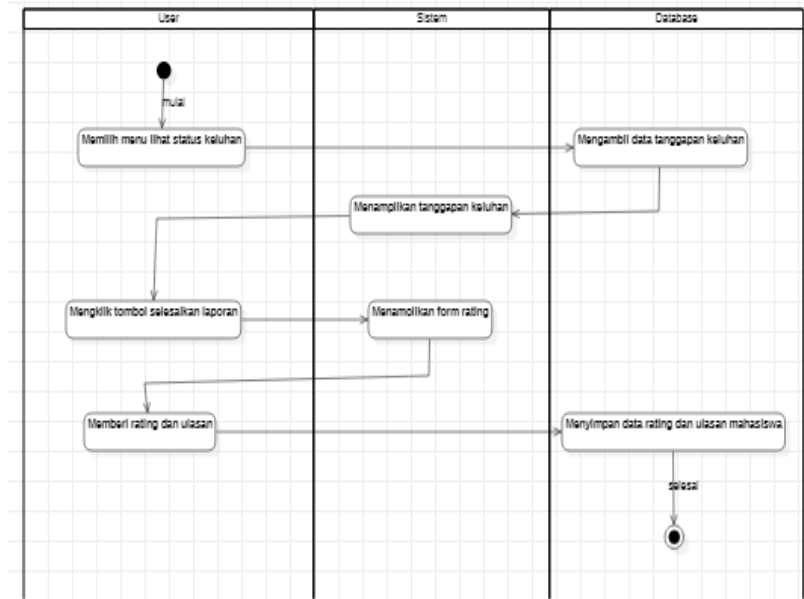 User
Sistem
Database
mulai
Memilih menu lihat status keluhan
Mengambil data tanggapan keluhan
Menampilkan tanggapan keluhan
Mengklik tombol selesaikan laporan
Menamolikan form rating
Memberi rating dan ulasan
Menyimpan data rating dan ulasan mahasiswa
selesai